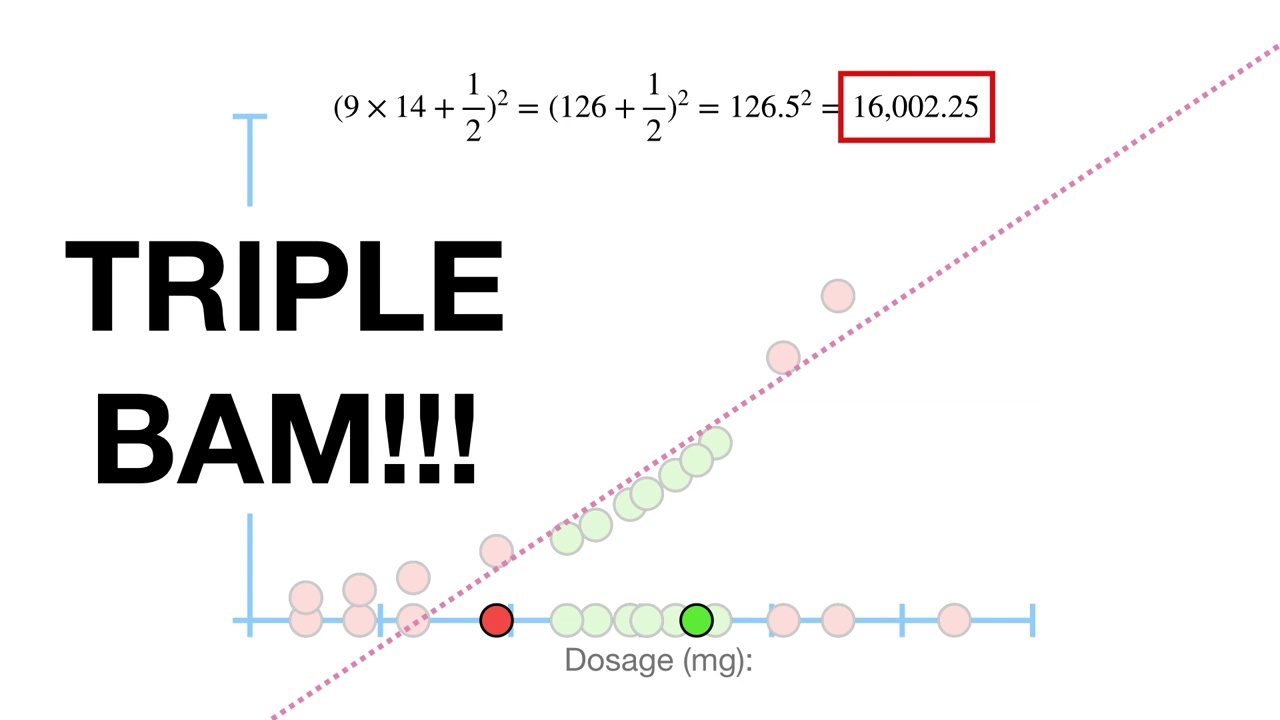 (9 × 14 + 1/2)² = (126 + 1/2)² = 126.5² = 16,002.25
TRIPLE
BAM!!!
Dosage (mg):